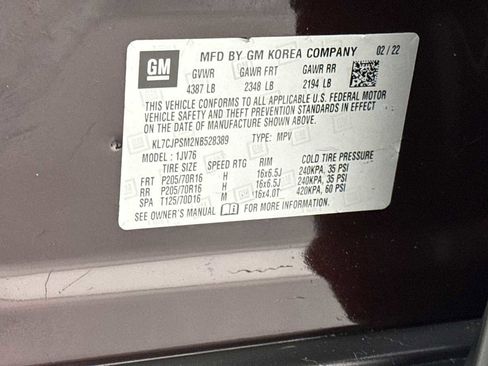 GM MFD BY GM KOREA COMPANY 02/22
GVWR GAWR FRT GAWR RR
4387 LB 2348 LB 2194 LB
THIS VEHICLE CONFORMS TO ALL APPLICABLE U.S. FEDERAL MOTOR
VEHICLE SAFETY AND THEFT PREVENTION STANDARDS IN EFFECT
ON THE DATE OF MANUFACTURE SHOWN ABOVE.
KL7CJPSM2NB528389 TYPE: MPV
MODEL: 1JV76
TIRE SIZE SPEED RTG RIM COLD TIRE PRESSURE
FRT P205/70R16 H 16x6.5J 240KPA, 35 PSI
RR P205/70R16 H 16x6.5J 240KPA, 35 PSI
SPA T125/70D16 M 16x4.0T 420KPA, 60 PSI
SEE OWNER'S MANUAL FOR MORE INFORMATION.